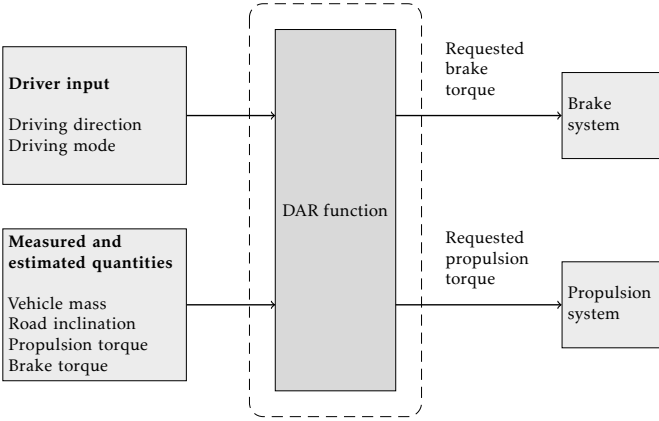 Driver input
Driving direction
Driving mode
Measured and
estimated quantities
Vehicle mass
Road inclination
Propulsion torque
Brake torque
DAR function
Requested
brake
torque
Requested
propulsion
torque
Brake
system
Propulsion
system